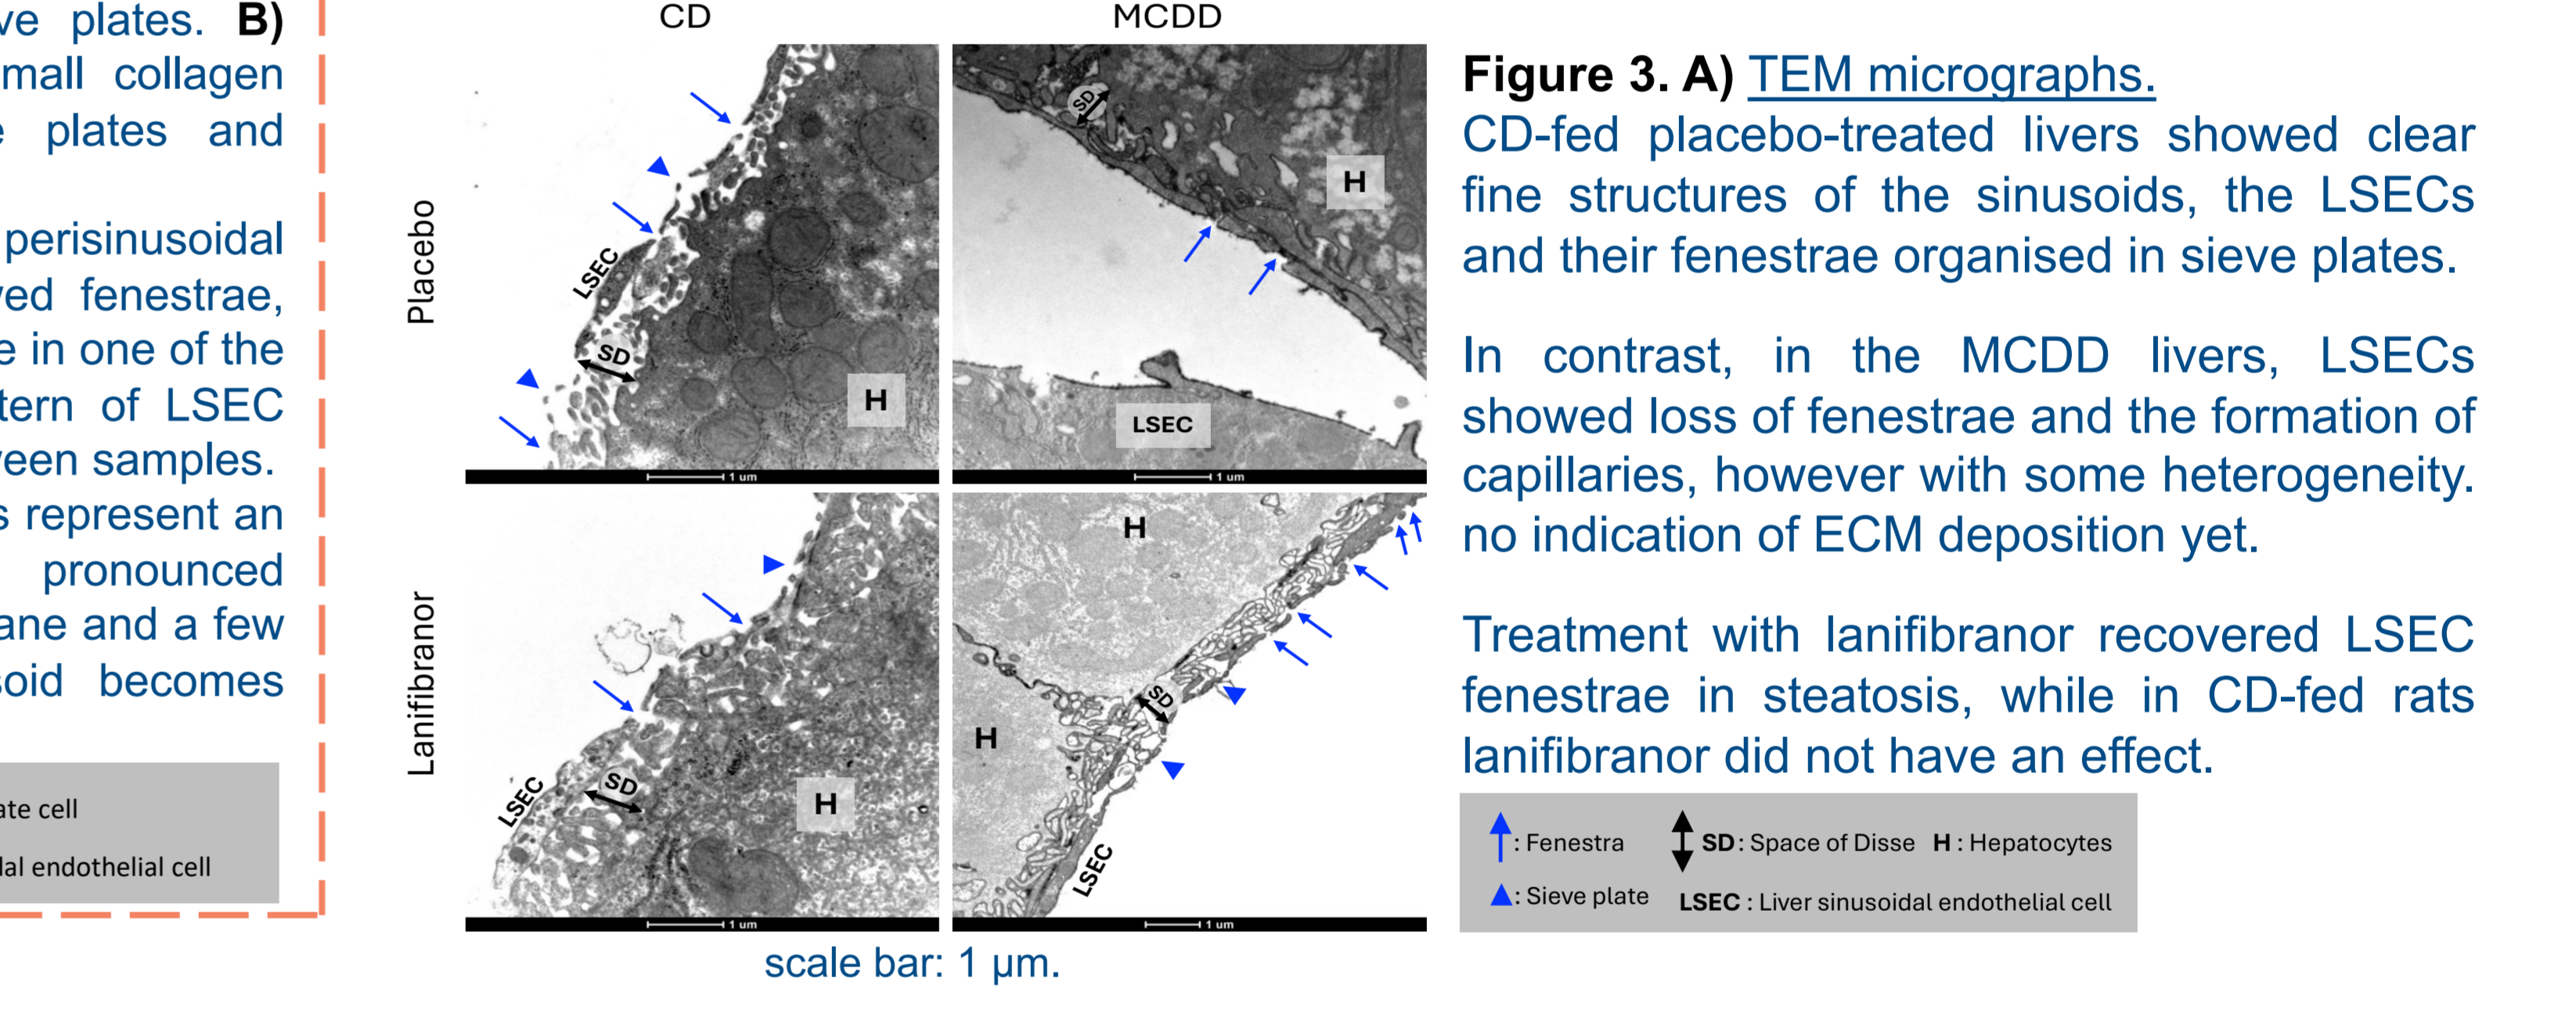 ve plates. B)
mall collagen
plates and
perisinusoidal
ved fenestrae,
e in one of the
tern of LSEC
veen samples.
s represent an
pronounced
ane and a few
soid becomes
ate cell
dal endothelial cell
CD
MCDD
Placebo
LSEC
SD
H
SD
H
LSEC
1 um
1 um
Lanifibranor
LSEC
SD
H
H
H
SD
LSEC
1 um
1 um
scale bar: 1 µm.
Figure 3. A) TEM micrographs.
CD-fed placebo-treated livers showed clear
fine structures of the sinusoids, the LSECs
and their fenestrae organised in sieve plates.
In contrast, in the MCDD livers, LSECs
showed loss of fenestrae and the formation of
capillaries, however with some heterogeneity.
no indication of ECM deposition yet.
Treatment with lanifibranor recovered LSEC
fenestrae in steatosis, while in CD-fed rats
lanifibranor did not have an effect.
: Fenestra SD : Space of Disse H : Hepatocytes
: Sieve plate LSEC : Liver sinusoidal endothelial cell